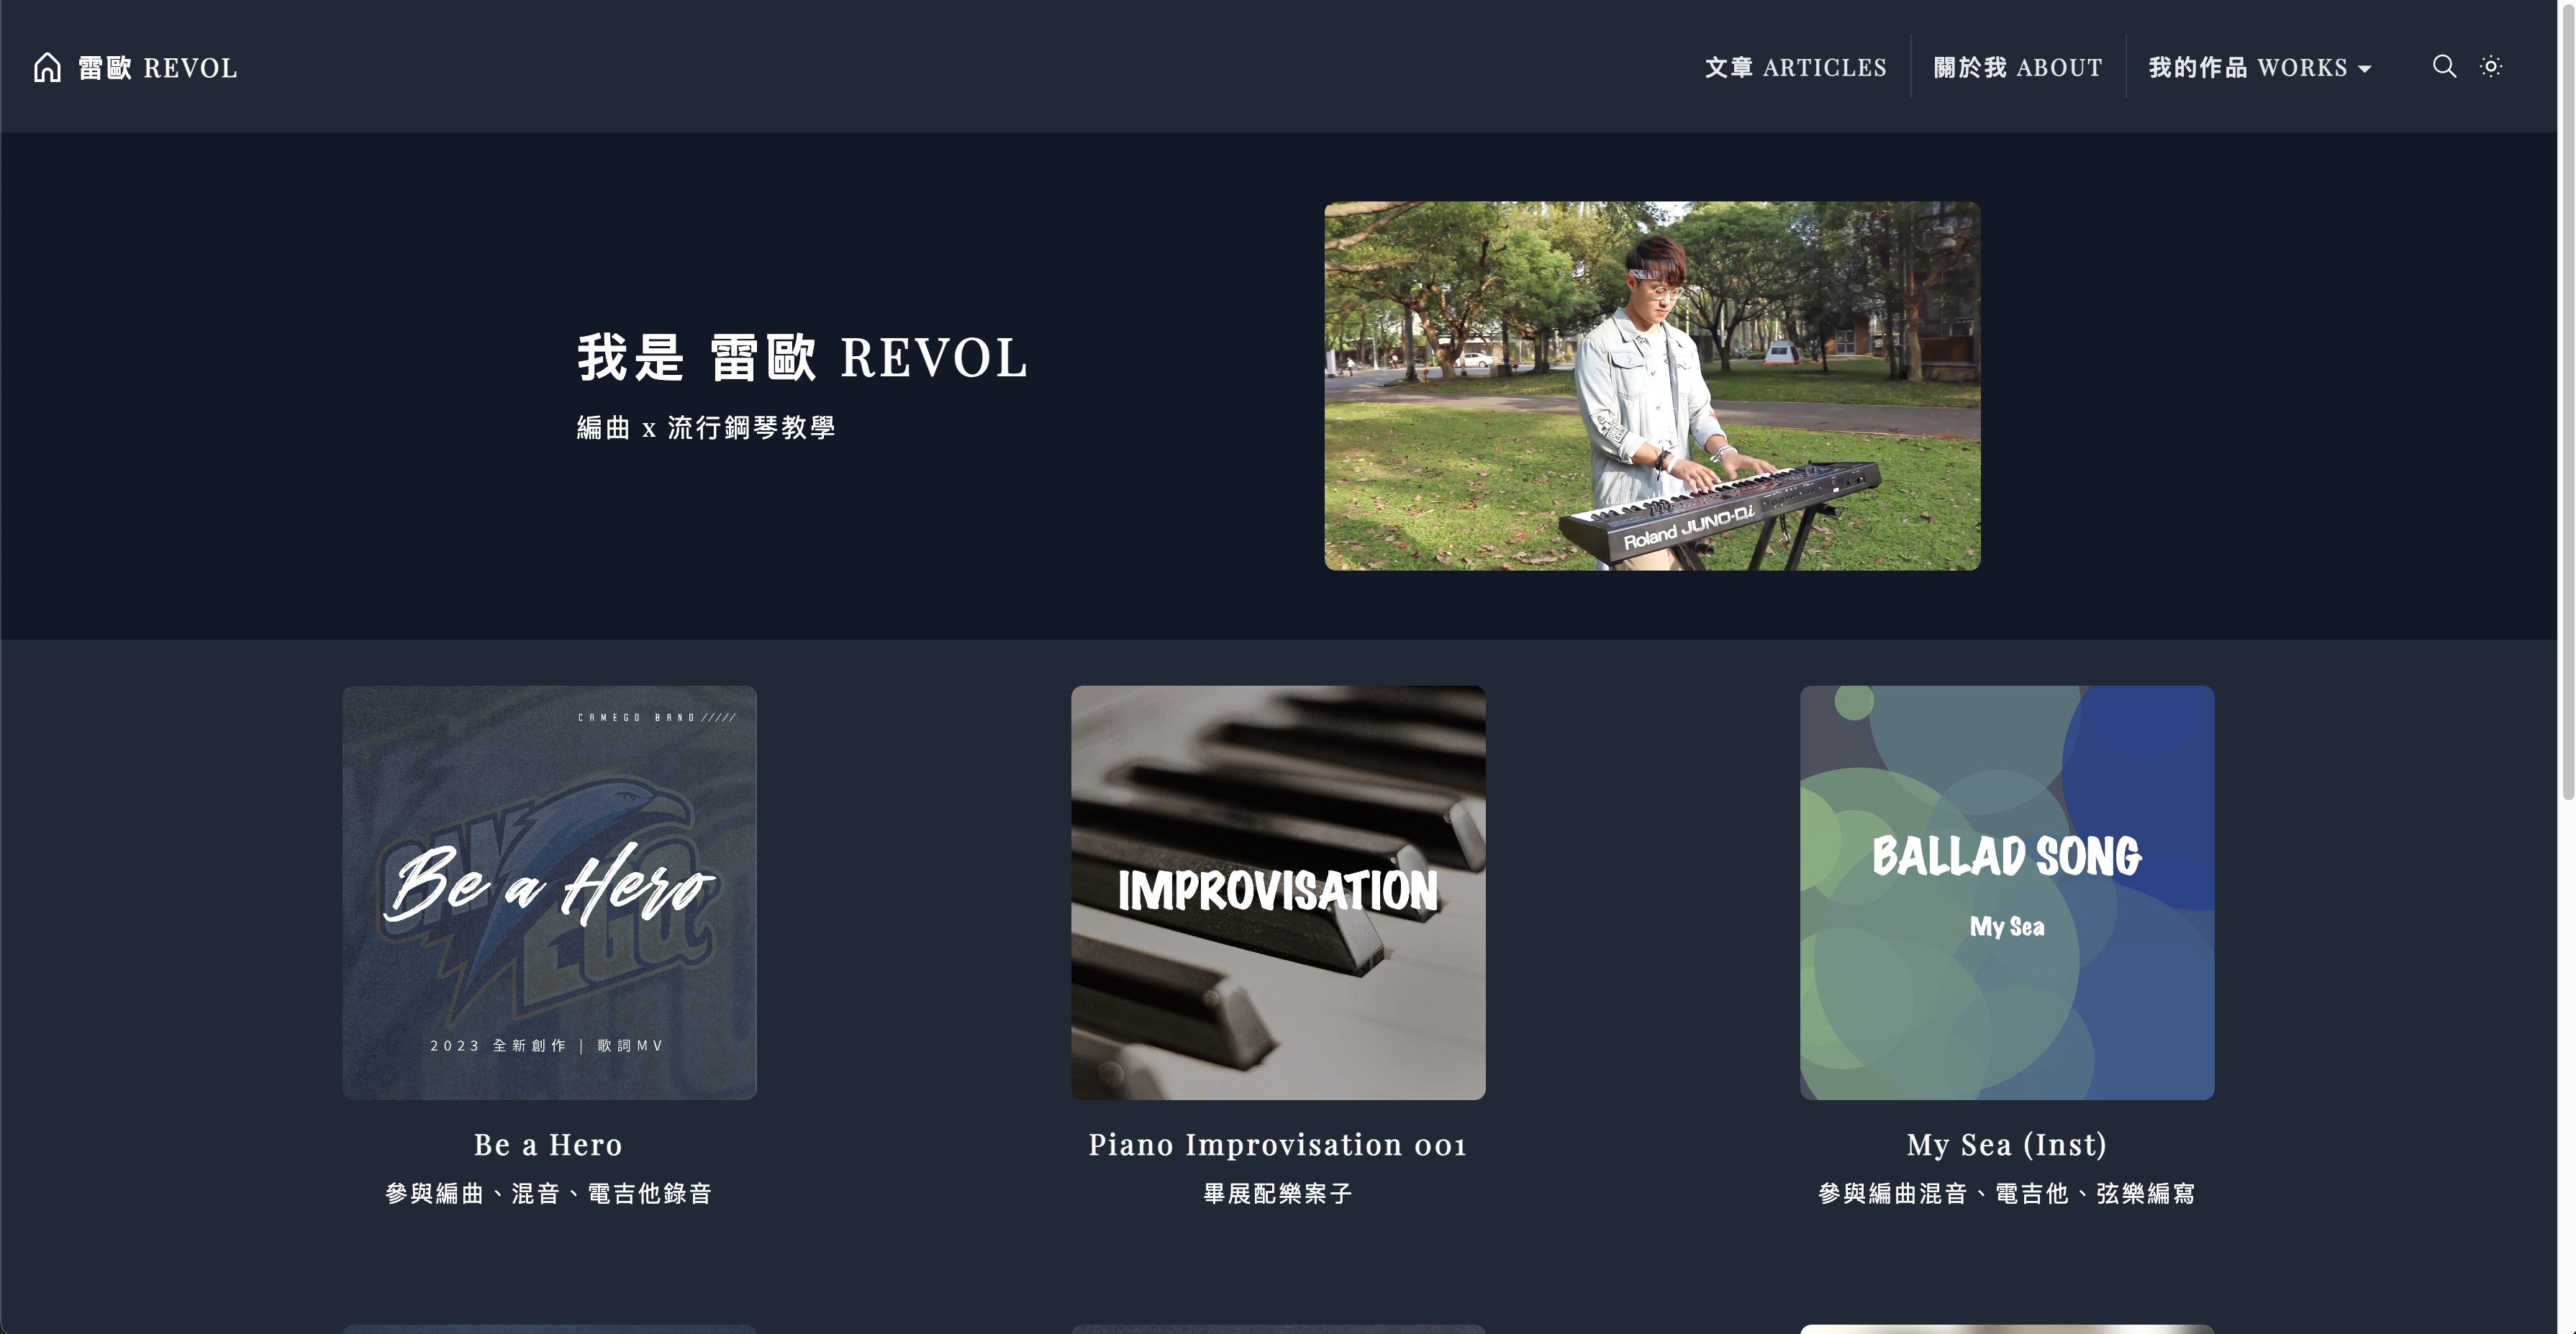 雷歐 REVOL
文章 ARTICLES
關於我 ABOUT
我的作品 WORKS
我是 雷歐 REVOL
編曲 x 流行鋼琴教學
Roland JUNO-Di
CAMEGO BAND/////
CAMEGO
Be a Hero
2023 全新創作 | 歌詞MV
IMPROVISATION
BALLAD SONG
My Sea
Be a Hero
參與編曲、混音、電吉他錄音
Piano Improvisation 001
畢展配樂案子
My Sea (Inst)
參與編曲混音、電吉他、弦樂編寫